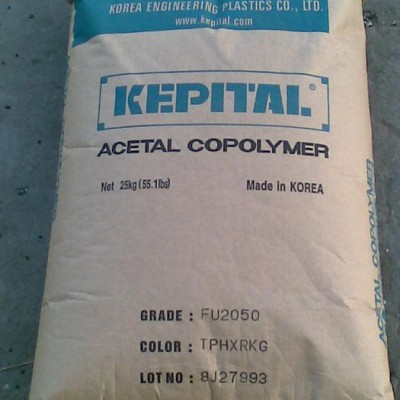 KOREA ENGINEERING PLASTICS CO., LTD.
www.kepital.com
KEPITAL®
ACETAL COPOLYMER
Net 25kg(55.1lbs) Made in KOREA
ACETAL COPOLYMER
GRADE : FU2050
COLOR : TPHXRKG
LOT NO : 8J27993